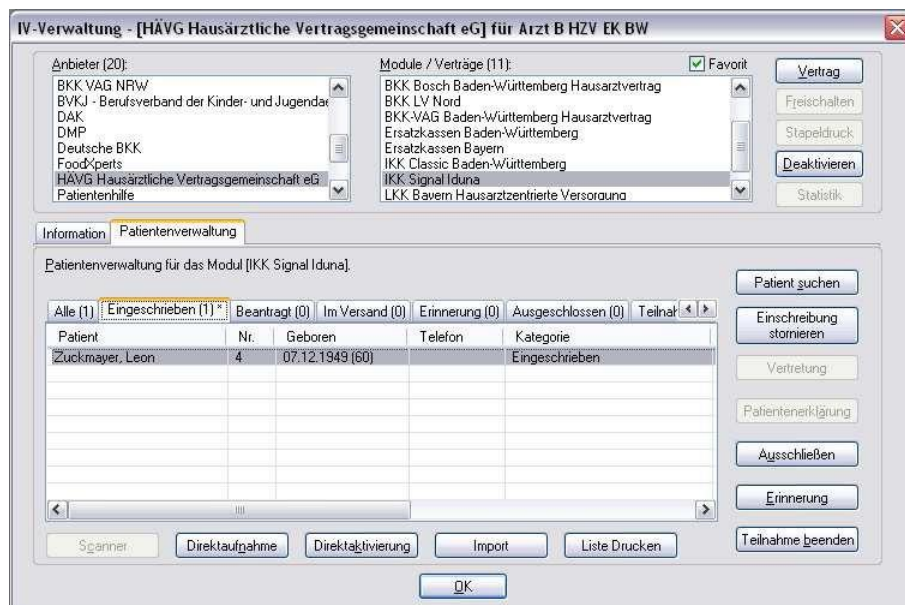 IV-Verwaltung - [HÄVG Hausärztliche Vertragsgemeinschaft eG] für Arzt B HZV EK BW
Anbieter (20):
BKK VAG NRW
BVKJ - Berufsverband der Kinder- und Jugendae
DAK
DMP
Deutsche BKK
FoodXperts
HÄVG Hausärztliche Vertragsgemeinschaft eG
Patientenhilfe
Module / Verträge (11):
Favorit
BKK Bosch Baden-Württemberg Hausarztvertrag
BKK LV Nord
BKK-VAG Baden-Württemberg Hausarztvertrag
Ersatzkassen Baden-Württemberg
Ersatzkassen Bayern
IKK Classic Baden-Württemberg
IKK Signal Iduna
LKK Bayern Hausarztzentrierte Versorgung
Vertrag
Freischalten
Stapeldruck
Deaktivieren
Statistik
Information Patientenverwaltung
Patientenverwaltung für das Modul [IKK Signal Iduna].
Alle (1) Eingeschrieben (1) * Beantragt (0) Im Versand (0) Erinnerung (0) Ausgeschlossen (0) Teilnah
Patient Nr. Geboren Telefon Kategorie
Zuckmayer, Leon 4 07.12.1949 (60) Eingeschrieben
Patient suchen
Einschreibung
stornieren
Vertretung
Patientenerklärung
Ausschließen
Erinnerung
Teilnahme beenden
Scanner Direktaufnahme Direktaktivierung Import Liste Drucken
OK